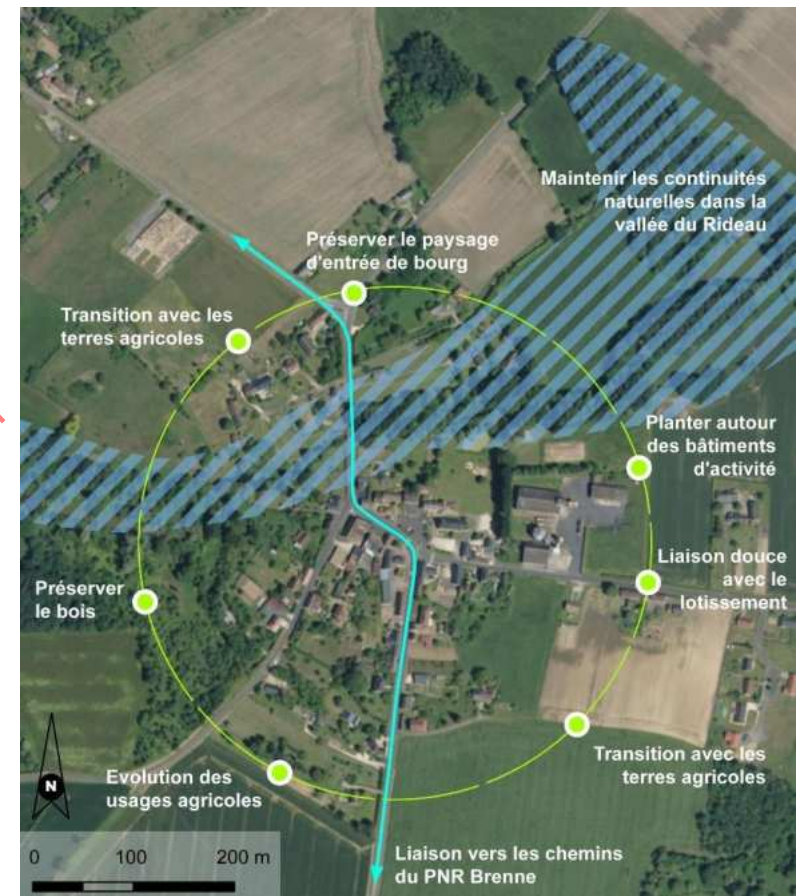 Maintenir les continuités
naturelles dans la
vallée du Rideau
Préserver le paysage
d'entrée de bourg
Transition avec les
terres agricoles
Planter autour
des bâtiments
d'activité
Liaison douce
avec le
lotissement
Préserver
le bois
Transition avec les
terres agricoles
Evolution des
usages agricoles
Liaison vers les chemins
du PNR Brenne
N
0 100 200 m